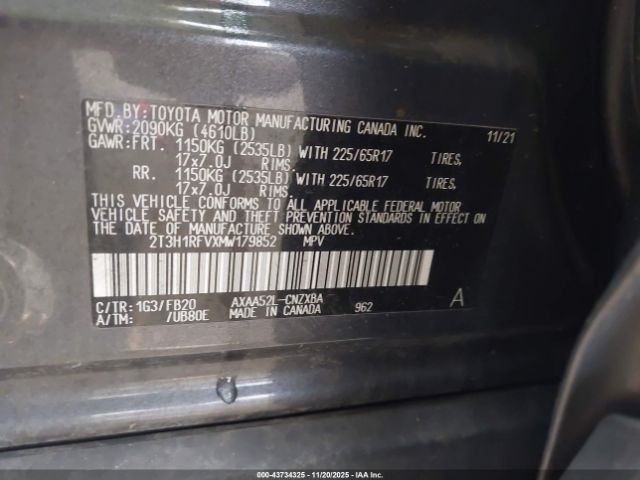 MFD.BY:TOYOTA MOTOR MANUFACTURING CANADA INC. 11/21
GVWR:2090KG (4610LB)
GAWR:FRT. 1150KG (2535LB) WITH 225/65R17 TIRES.
17x7.0J RIMS.
RR. 1150KG (2535LB) WITH 225/65R17 TIRES.
17x7.0J RIMS.
THIS VEHICLE CONFORMS TO ALL APPLICABLE FEDERAL MOTOR
VEHICLE SAFETY AND THEFT PREVENTION STANDARDS IN EFFECT ON
THE DATE OF MANUFACTURE SHOWN ABOVE.
2T3H1RFVXMW179852 MPV
C/TR:1G3/FB20 AXAA52L-CNZXBA A
A/TM: /UB80E MADE IN CANADA 962
000-43734325 - 11/20/2025 - IAA, Inc.